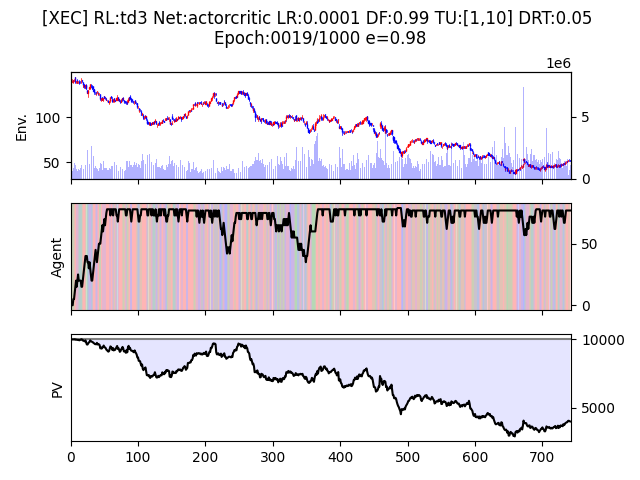 [XEC] RL:td3 Net:actorcritic LR:0.0001 DF:0.99 TU:[1,10] DRT:0.05
Epoch:0019/1000 e=0.98
1e6
Env.
100
50
5
0
Agent
50
0
PV
10000
5000
0 100 200 300 400 500 600 700